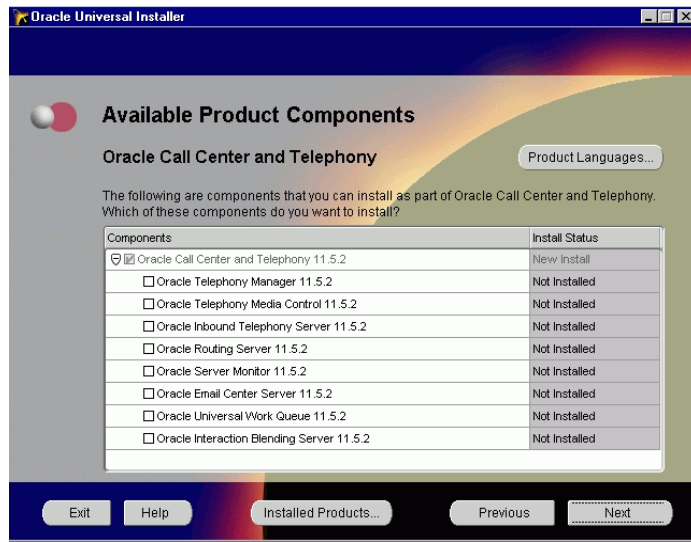 Oracle Universal Installer
Available Product Components
Oracle Call Center and Telephony
Product Languages...
The following are components that you can install as part of Oracle Call Center and Telephony.
Which of these components do you want to install?
Components Install Status
Oracle Call Center and Telephony 11.5.2 New Install
Oracle Telephony Manager 11.5.2 Not Installed
Oracle Telephony Media Control 11.5.2 Not Installed
Oracle Inbound Telephony Server 11.5.2 Not Installed
Oracle Routing Server 11.5.2 Not Installed
Oracle Server Monitor 11.5.2 Not Installed
Oracle Email Center Server 11.5.2 Not Installed
Oracle Universal Work Queue 11.5.2 Not Installed
Oracle Interaction Blending Server 11.5.2 Not Installed
Exit Help Installed Products... Previous Next